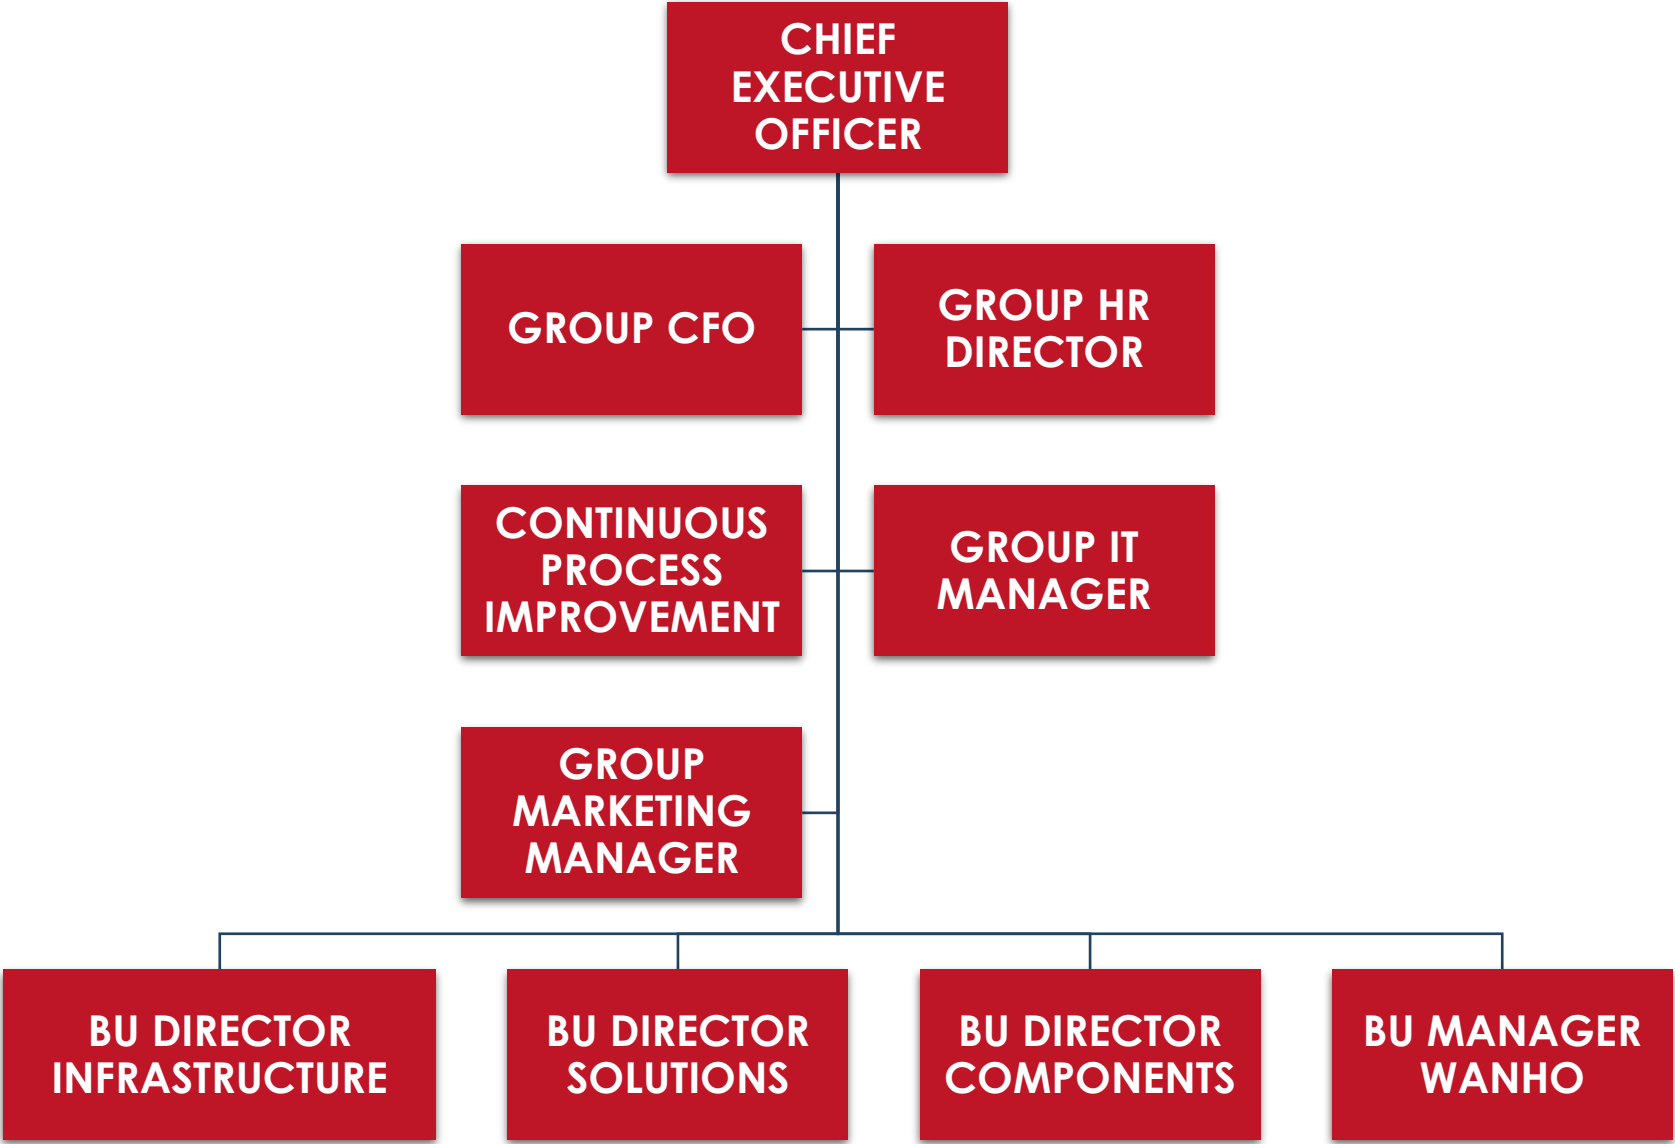 CHIEF
EXECUTIVE
OFFICER
GROUP CFO
GROUP HR
DIRECTOR
CONTINUOUS
PROCESS
IMPROVEMENT
GROUP IT
MANAGER
GROUP
MARKETING
MANAGER
BU DIRECTOR
INFRASTRUCTURE
BU DIRECTOR
SOLUTIONS
BU DIRECTOR
COMPONENTS
BU MANAGER
WANHO